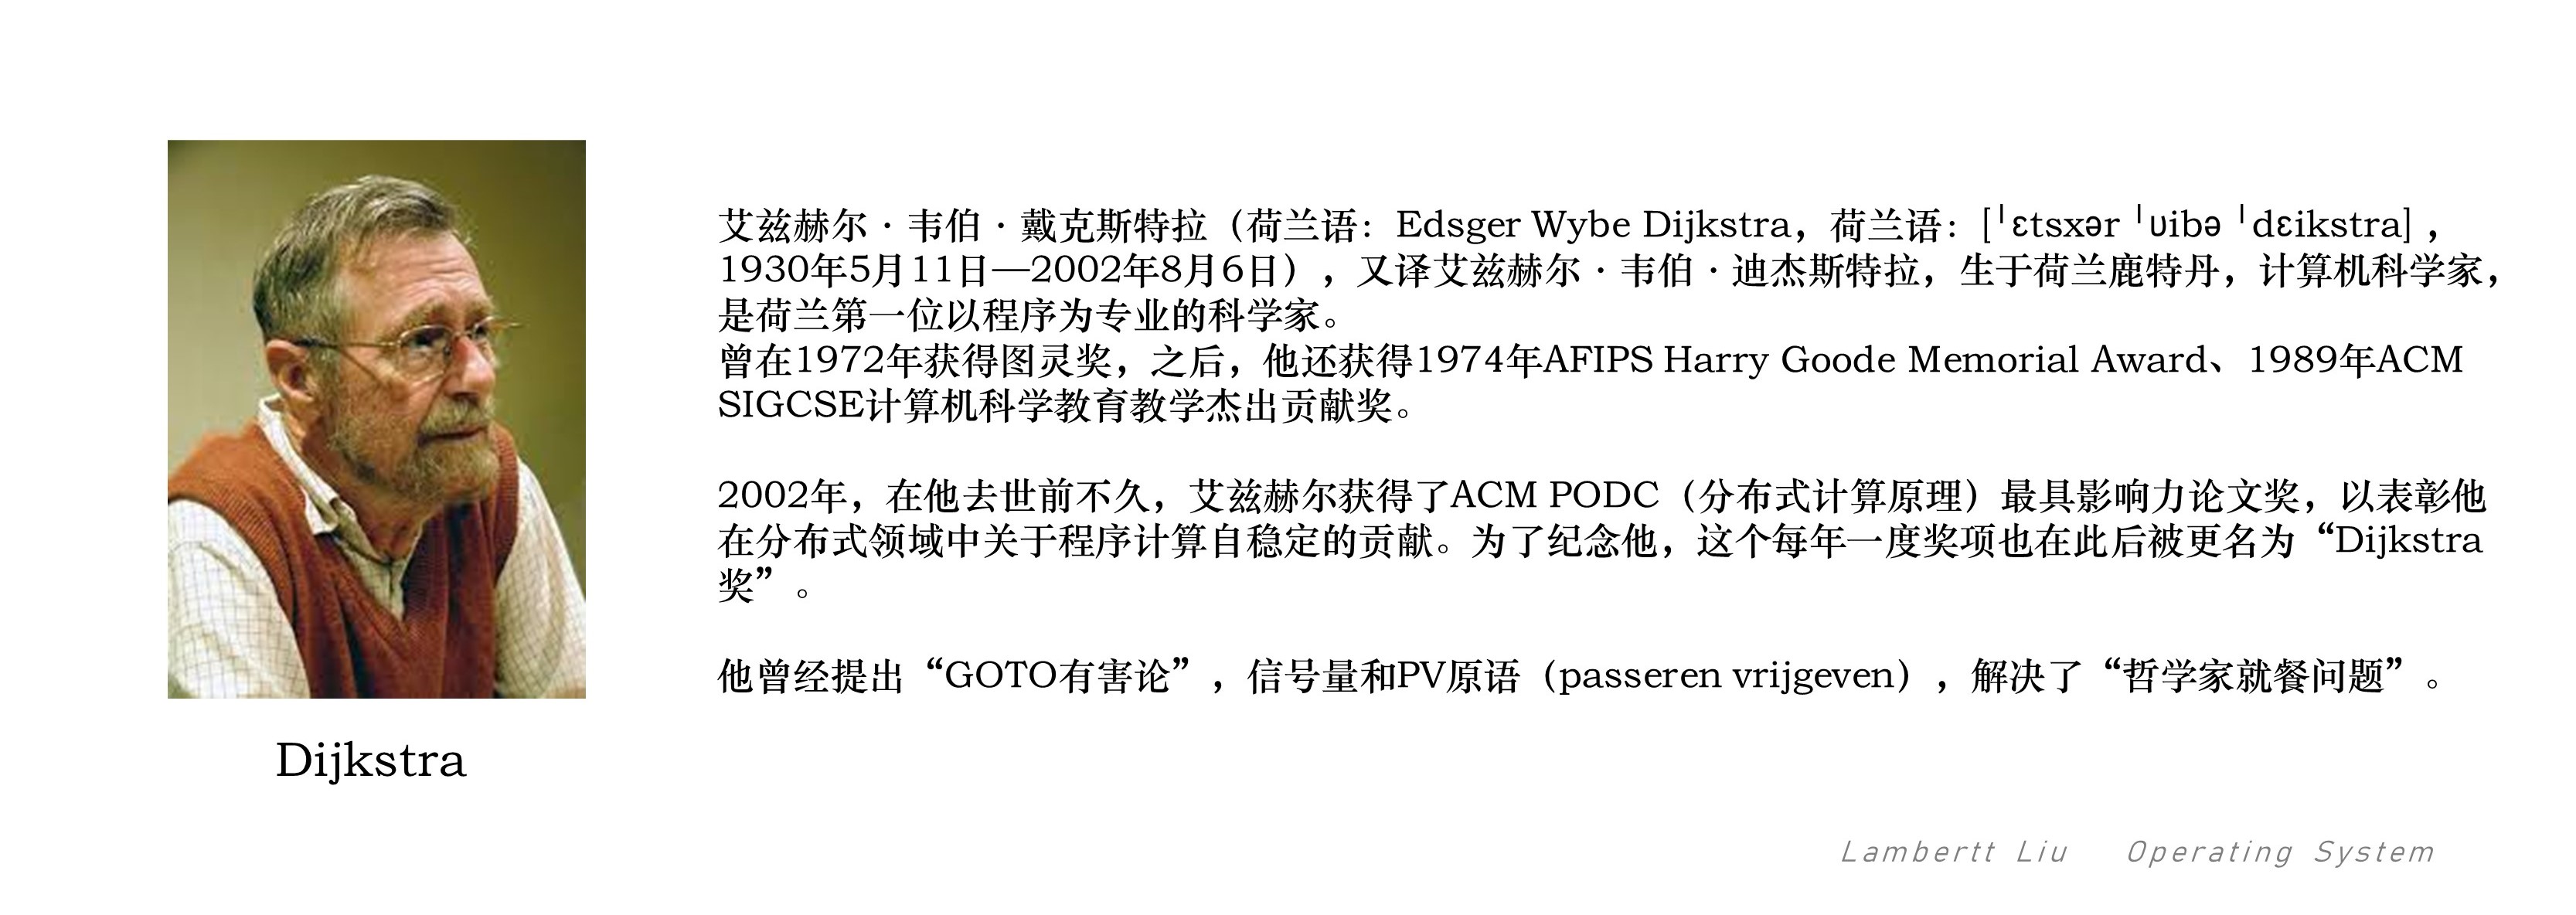 艾兹赫尔·韦伯·戴克斯特拉（荷兰语：Edsger Wybe Dijkstra，荷兰语：[ˈɛtsxər ˈʋibə ˈdɛikstra]，
1930年5月11日—2002年8月6日），又译艾兹赫尔·韦伯·迪杰斯特拉，生于荷兰鹿特丹，计算机科学家，
是荷兰第一位以程序为专业的科学家。
曾在1972年获得图灵奖，之后，他还获得1974年AFIPS Harry Goode Memorial Award、1989年ACM
SIGCSE计算机科学教育教学杰出贡献奖。
2002年，在他去世前不久，艾兹赫尔获得了ACM PODC（分布式计算原理）最具影响力论文奖，以表彰他
在分布式领域中关于程序计算自稳定的贡献。为了纪念他，这个每年一度奖项也在此后被更名为“Dijkstra
奖”。
他曾经提出“GOTO有害论”，信号量和PV原语（passeren vrijgeven），解决了“哲学家就餐问题”。
Dijkstra
Lambertt Liu Operating System